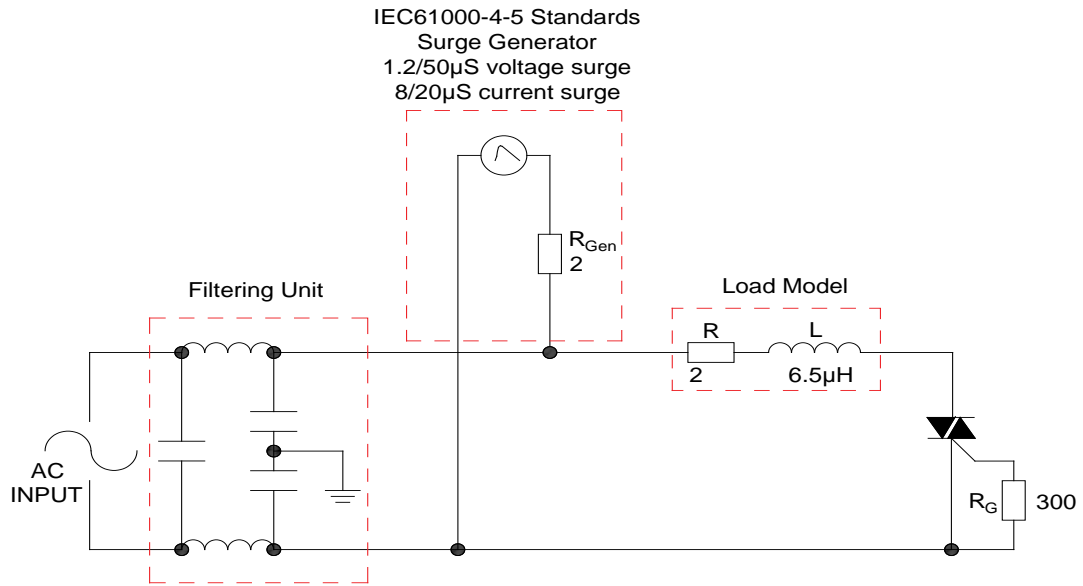 IEC61000-4-5 Standards
Surge Generator
1.2/50µS voltage surge
8/20µS current surge
RGen
2
Filtering Unit
Load Model
R
L
2
6.5µH
AC
INPUT
RG
300